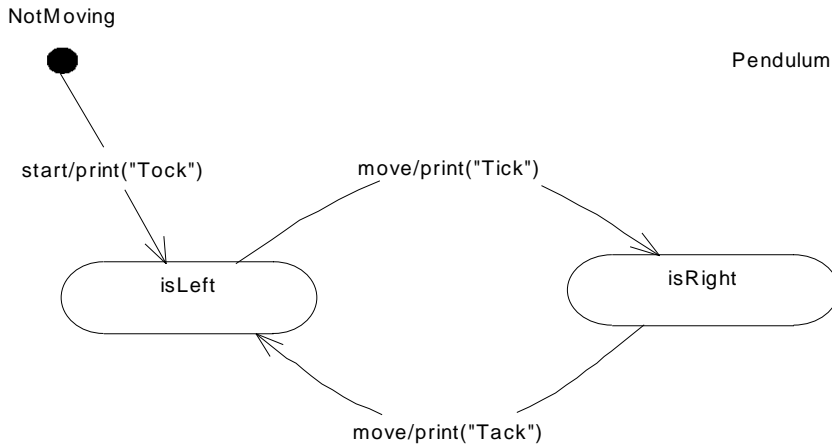 NotMoving
Pendulum
start/print("Tock")
move/print("Tick")
isLeft
isRight
move/print("Tack")